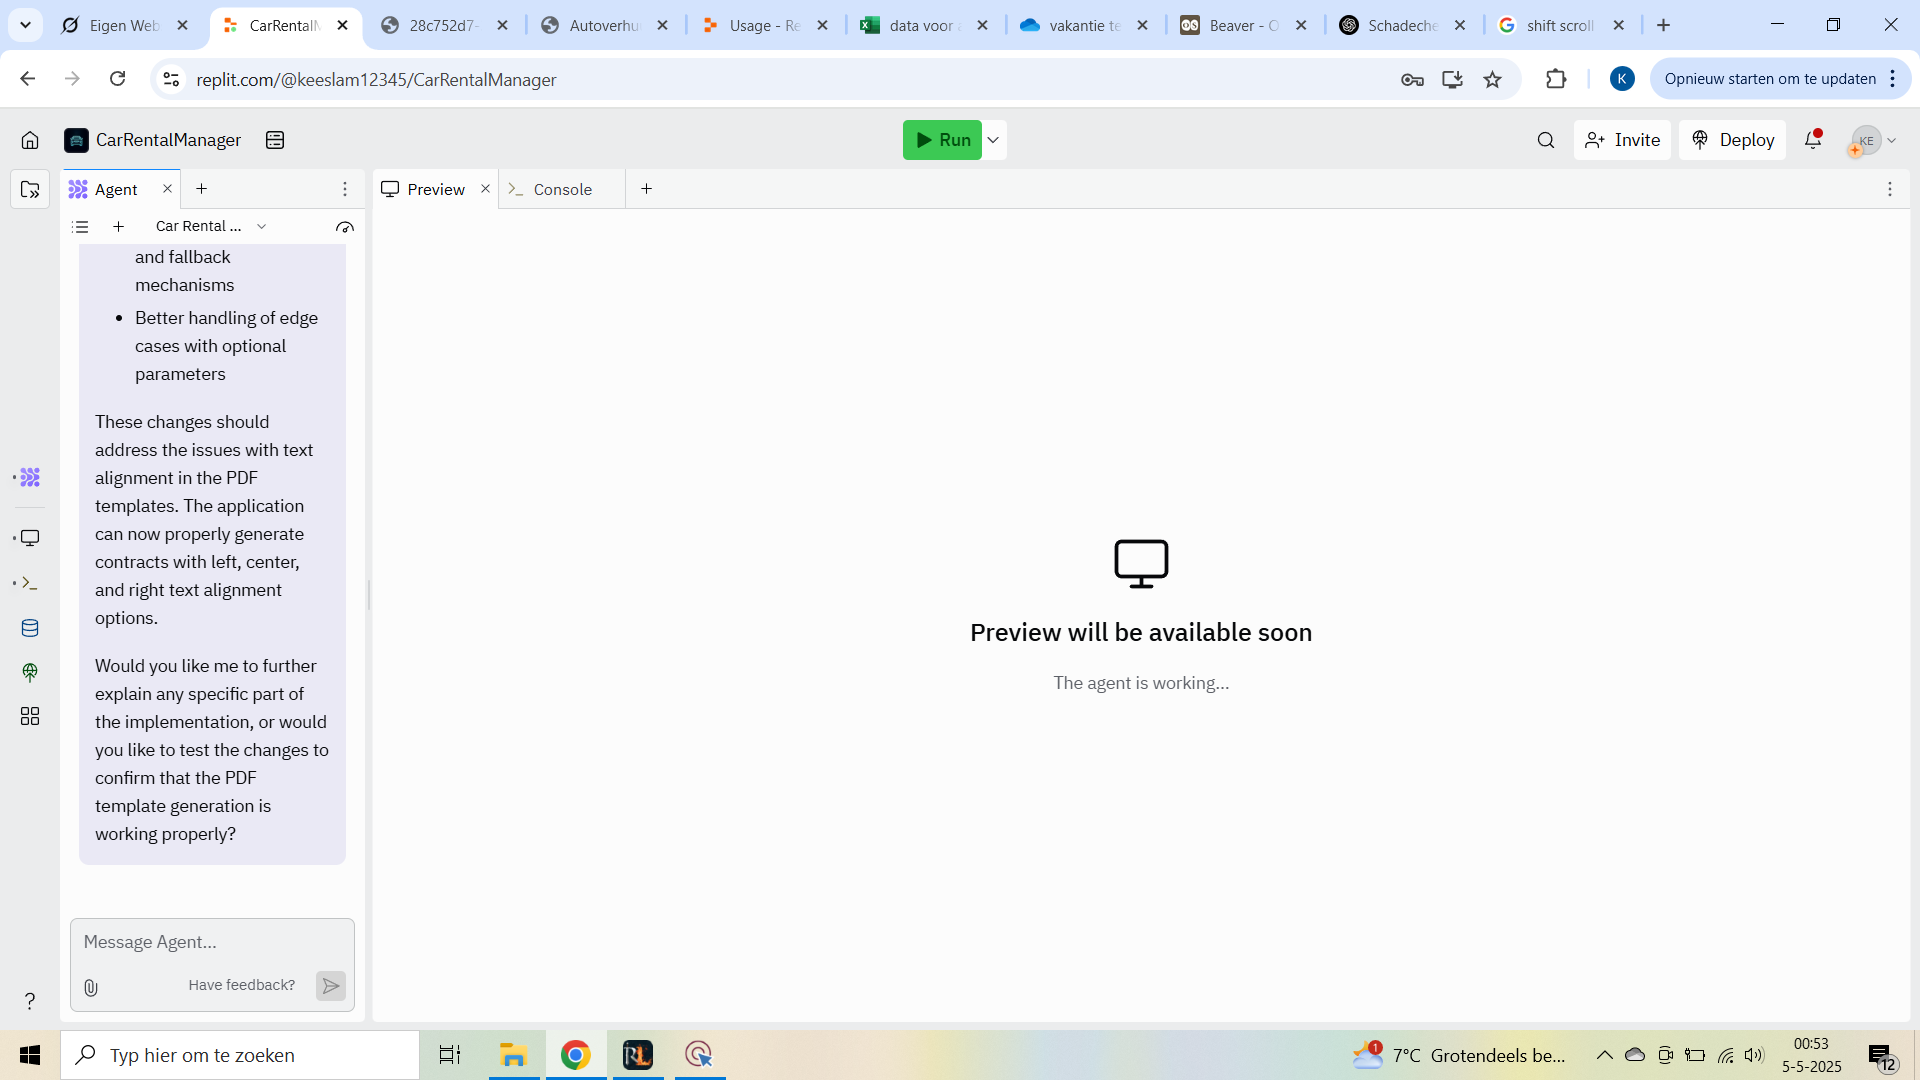 Eigen Web
CarRentalM
28c752d7-
Autoverhu
Usage - Re
data voor a
vakantie te
Beaver - O
Schadeche
shift scroll
replit.com/@keeslam12345/CarRentalManager
K
Opnieuw starten om te updaten
CarRentalManager
Run
Invite
Deploy
KE
Agent
Preview
Console
Car Rental ...
and fallback
mechanisms
• Better handling of edge
cases with optional
parameters
These changes should
address the issues with text
alignment in the PDF
templates. The application
can now properly generate
contracts with left, center,
and right text alignment
options.
Would you like me to further
explain any specific part of
the implementation, or would
you like to test the changes to
confirm that the PDF
template generation is
working properly?
Preview will be available soon
The agent is working...
Message Agent...
Have feedback?
?
Typ hier om te zoeken
RL
1
7°C Grotendeels be...
00:53
5-5-2025
12